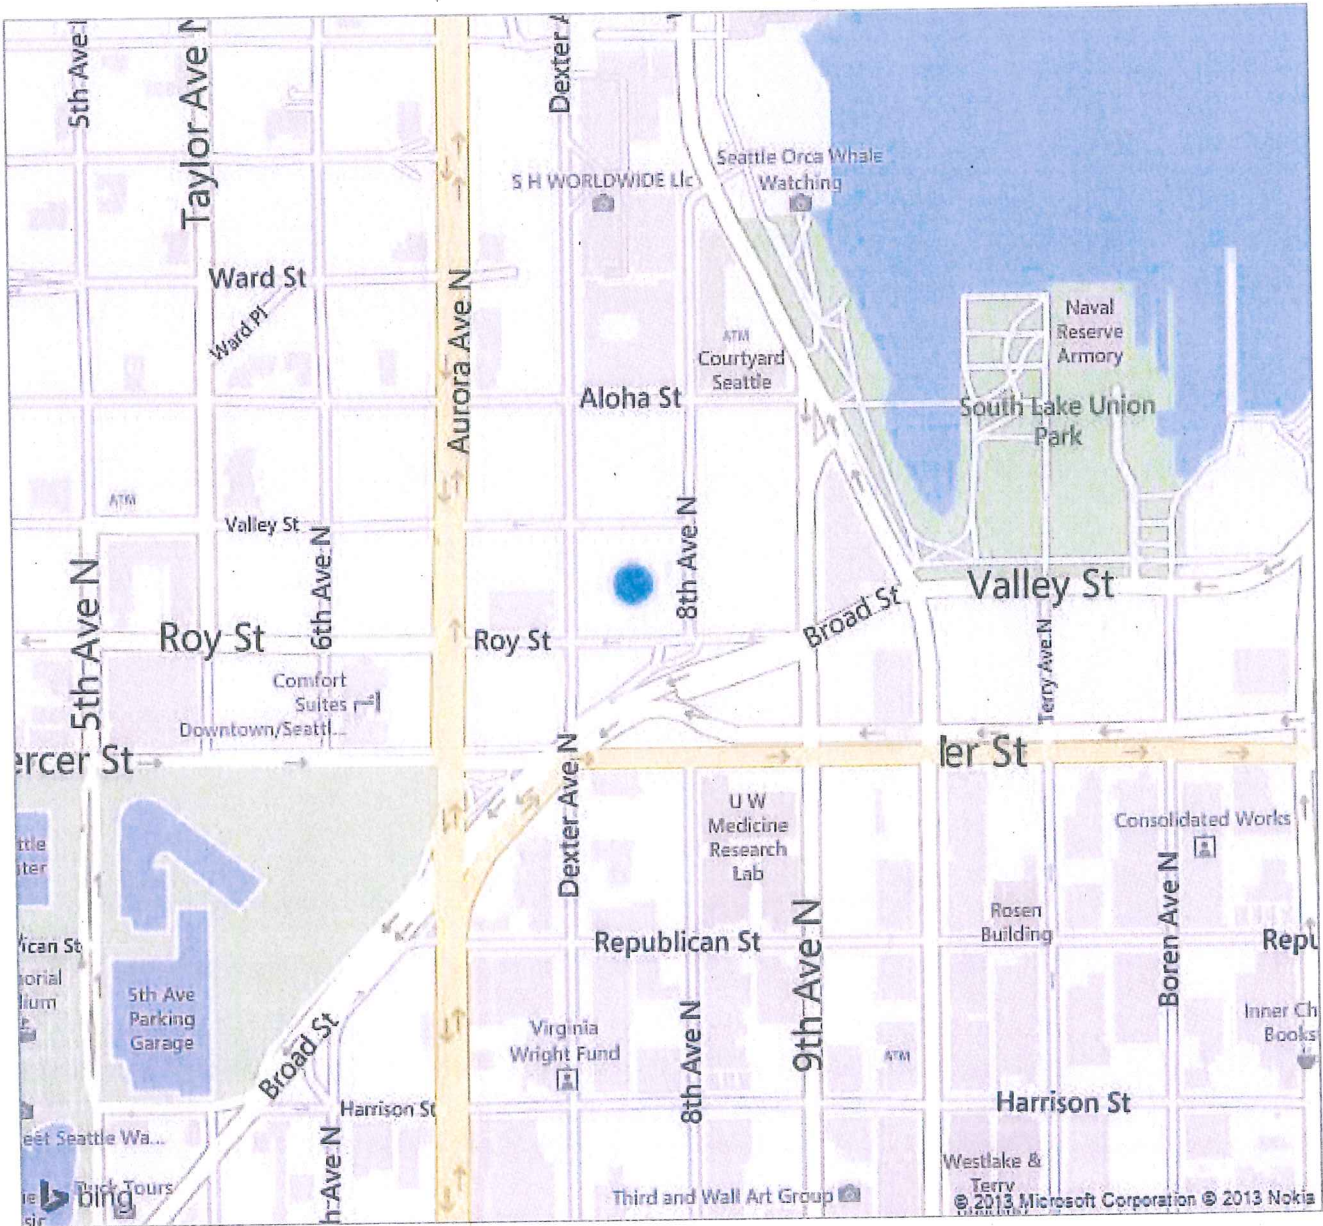 5th Ave
Taylor Ave N
Dexter A
Seattle Orca Whale
Watching
S H WORLDWIDE Llc
Ward St
Ward Pl
Aurora Ave N
Naval
Reserve
Armory
ATM
Courtyard
Seattle
Aloha St
South Lake Union
Park
ATM
Valley St
6th Ave N
8th Ave N
5th Ave N
Valley St
Broad St
Roy St
Roy St
Terry Ave N
Comfort
Suites
Downtown/Seattl...
ercer St
Dexter Ave N
er St
U W
Medicine
Research
Lab
Consolidated Works
ttle
ter
Rosen
Building
Boren Ave N
ican St
Republican St
9th Ave N
Repu
orial
ium
5th Ave
Parking
Garage
Broad St
Virginia
Wright Fund
8th Ave N
ATM
Inner Ch
Books
Harrison St
Harrison St
eet Seattle Wa...
h Ave N
Westlake &
Terry
bing
Duck Tours
Third and Wall Art Group
© 2013 Microsoft Corporation © 2013 Nokia
sic